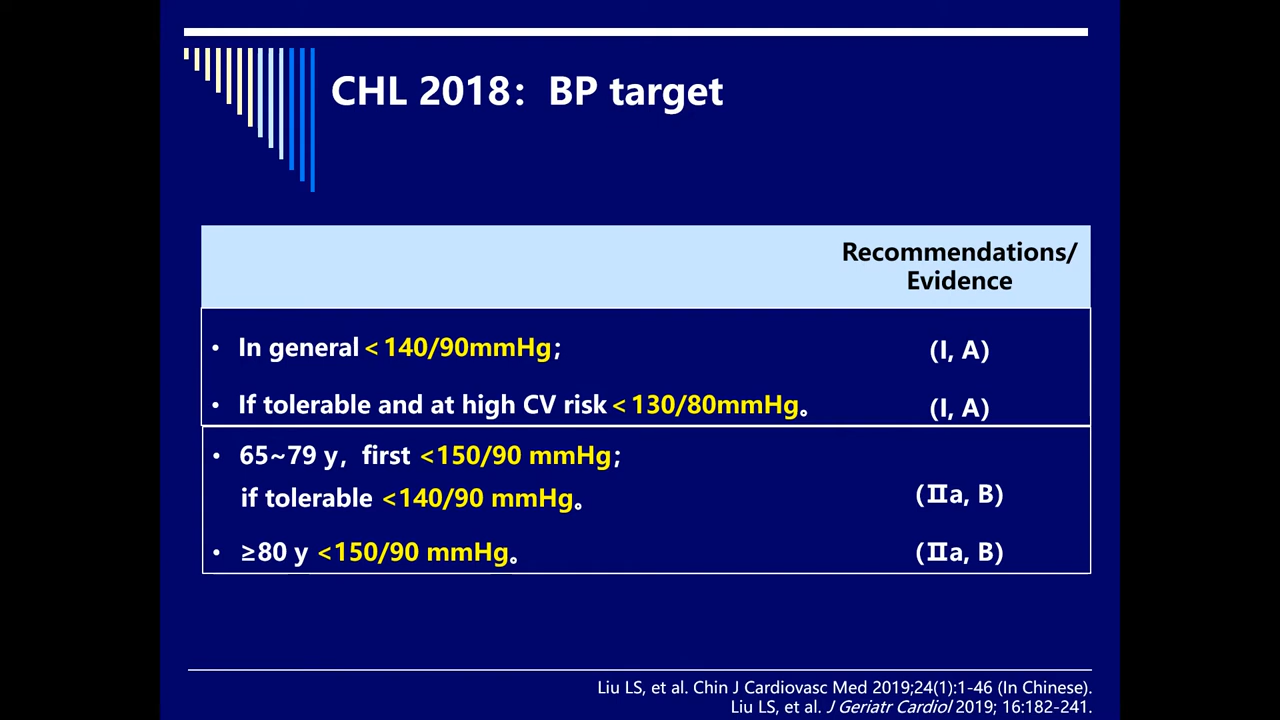 CHL 2018：BP target
Recommendations/
Evidence
• In general <140/90mmHg； (I, A)
• If tolerable and at high CV risk <130/80mmHg。 (I, A)
• 65~79 y，first <150/90 mmHg；
if tolerable <140/90 mmHg。 (Ⅱa, B)
• ≥80 y <150/90 mmHg。 (Ⅱa, B)
Liu LS, et al. Chin J Cardiovasc Med 2019;24(1):1-46 (In Chinese).
Liu LS, et al. J Geriatr Cardiol 2019; 16:182-241.